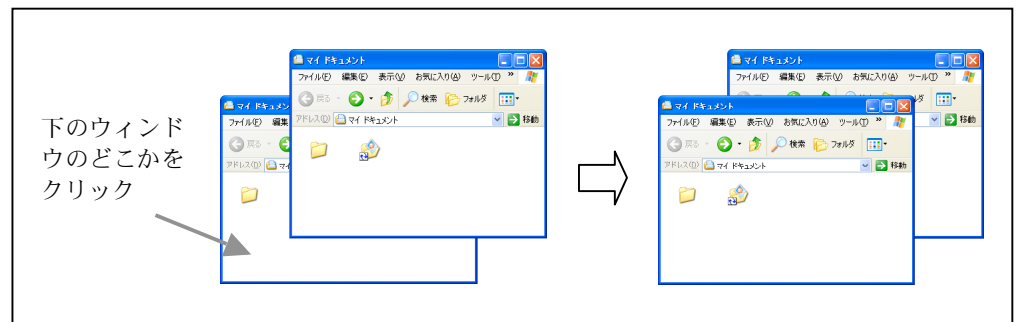 下のウィンド
ウのどこかを
クリック
マイ ドキュメント
ファイル(F) 編集(E) 表示(V) お気に入り(A) ツール(T) »
戻る 検索 フォルダ
アドレス(D) マイ ドキュメント 移動
マイ ドキュメン
ファイル(F) 編集
戻る
アドレス(D) マイ
マイ ドキュメント
ファイル(F) 編集(E) 表示(V) お気に入り(A) ツール(T) »
移動
マイ ドキュメント
ファイル(F) 編集(E) 表示(V) お気に入り(A) ツール(T) »
戻る 検索 フォルダ
アドレス(D) マイ ドキュメント 移動